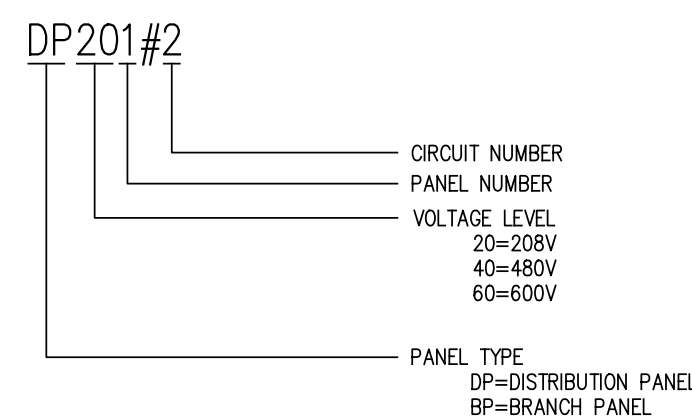 DP201#2
CIRCUIT NUMBER
PANEL NUMBER
VOLTAGE LEVEL
20=208V
40=480V
60=600V
PANEL TYPE
DP=DISTRIBUTION PANEL
BP=BRANCH PANEL